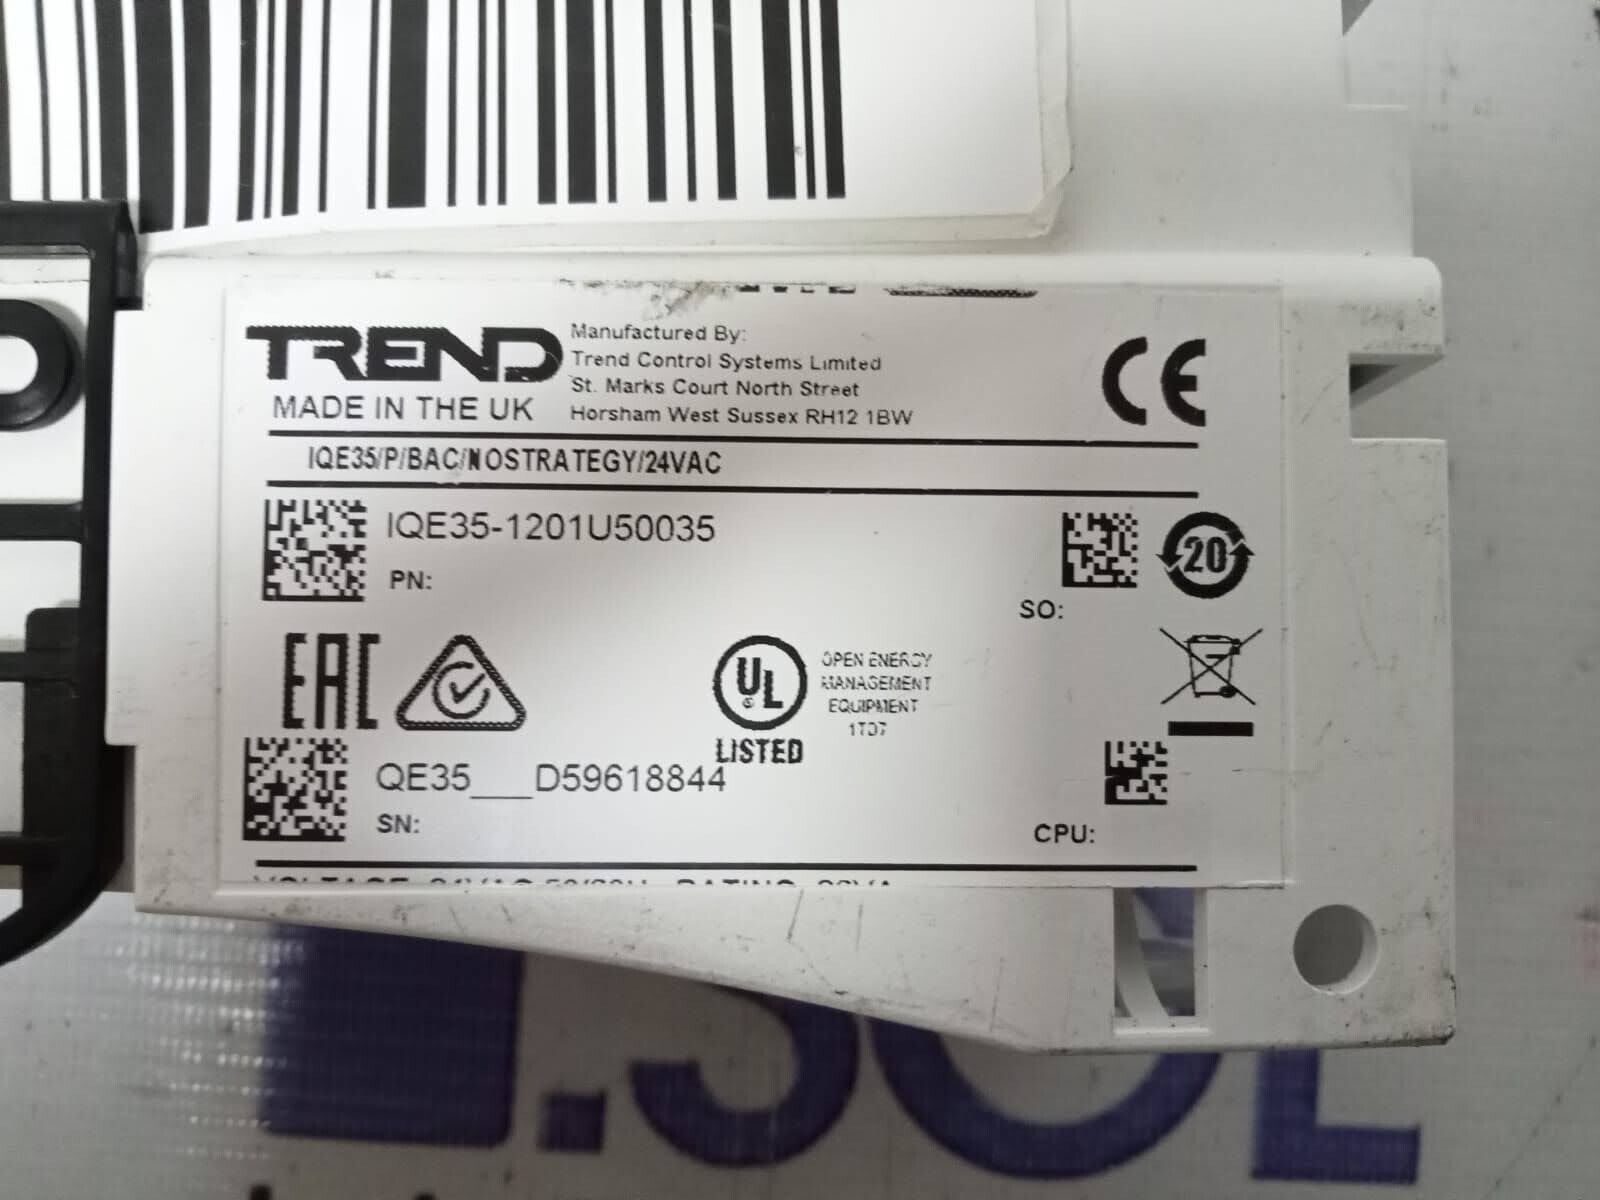 TREND
MADE IN THE UK
Manufactured By:
Trend Control Systems Limited
St. Marks Court North Street
Horsham West Sussex RH12 1BW
CE
IQE35/P/BAC/NOSTRATEGY/24VAC
IQE35-1201U50035
PN:
SO:
20
EAC
UL
LISTED
OPEN ENERGY
MANAGEMENT
EQUIPMENT
1T07
QE35___D59618844
SN:
CPU:
.SOL